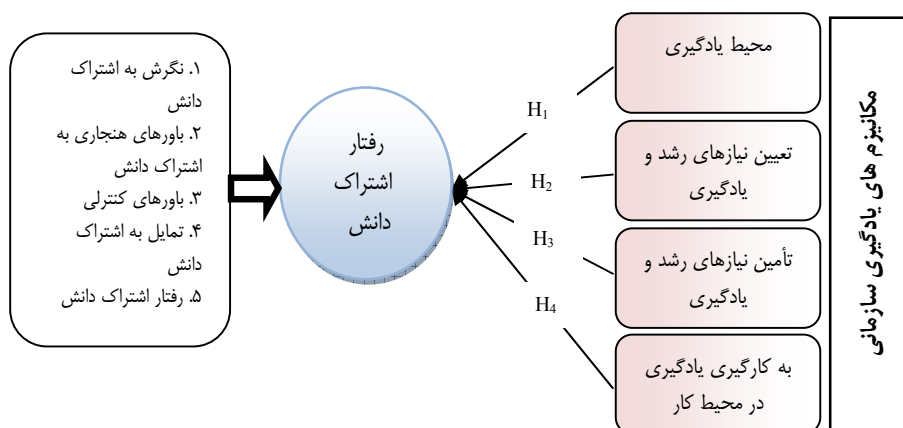 محیط یادگیری
۱. نگرش به اشتراک
دانش
۲. باورهای هنجاری به
اشتراک دانش
۳. باورهای کنترلی
۴. تمایل به اشتراک
دانش
۵. رفتار اشتراک دانش
رفتار
اشتراک
دانش
H1
H2
H3
H4
تعیین نیازهای رشد و
یادگیری
تأمین نیازهای رشد و
یادگیری
به کارگیری یادگیری
در محیط کار
مکانیزم های یادگیری سازمانی